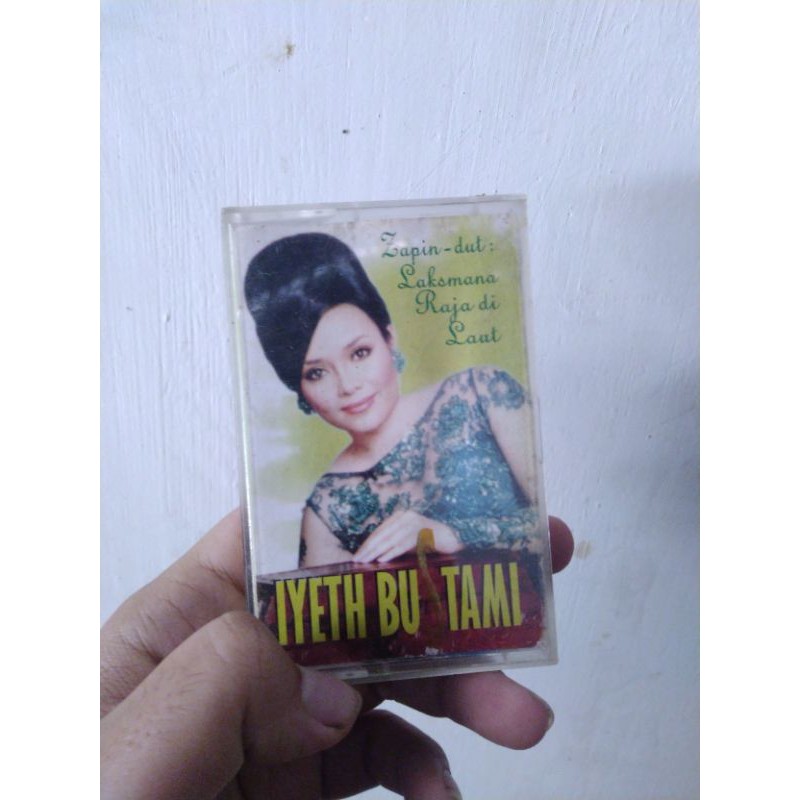 Zapin-dut:
Laksmana
Raja di
Laut
IYETH BUSTAMI